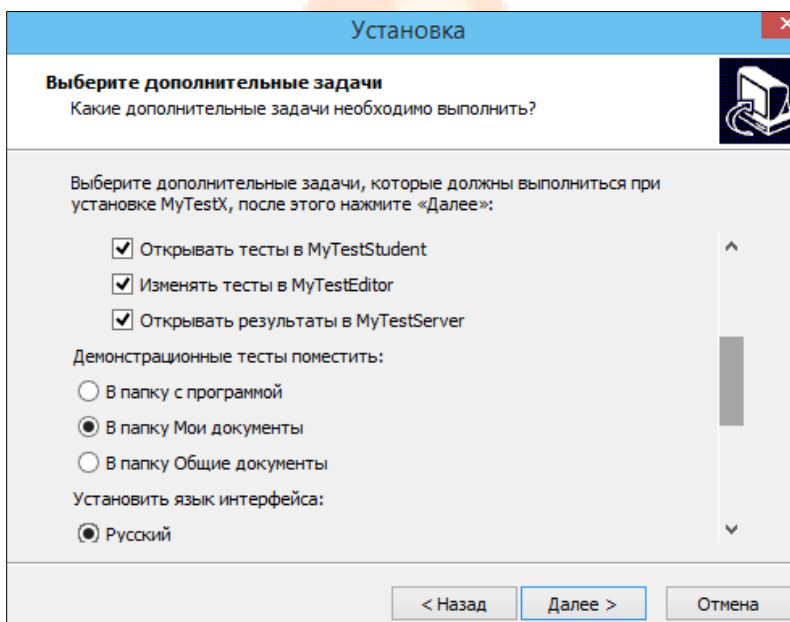 Установка
Выберите дополнительные задачи
Какие дополнительные задачи необходимо выполнить?
Выберите дополнительные задачи, которые должны выполниться при
установке MyTestX, после этого нажмите «Далее»:
Открывать тесты в MyTestStudent
Изменять тесты в MyTestEditor
Открывать результаты в MyTestServer
Демонстрационные тесты поместить:
В папку с программой
В папку Мои документы
В папку Общие документы
Установить язык интерфейса:
Русский
< Назад Далее > Отмена